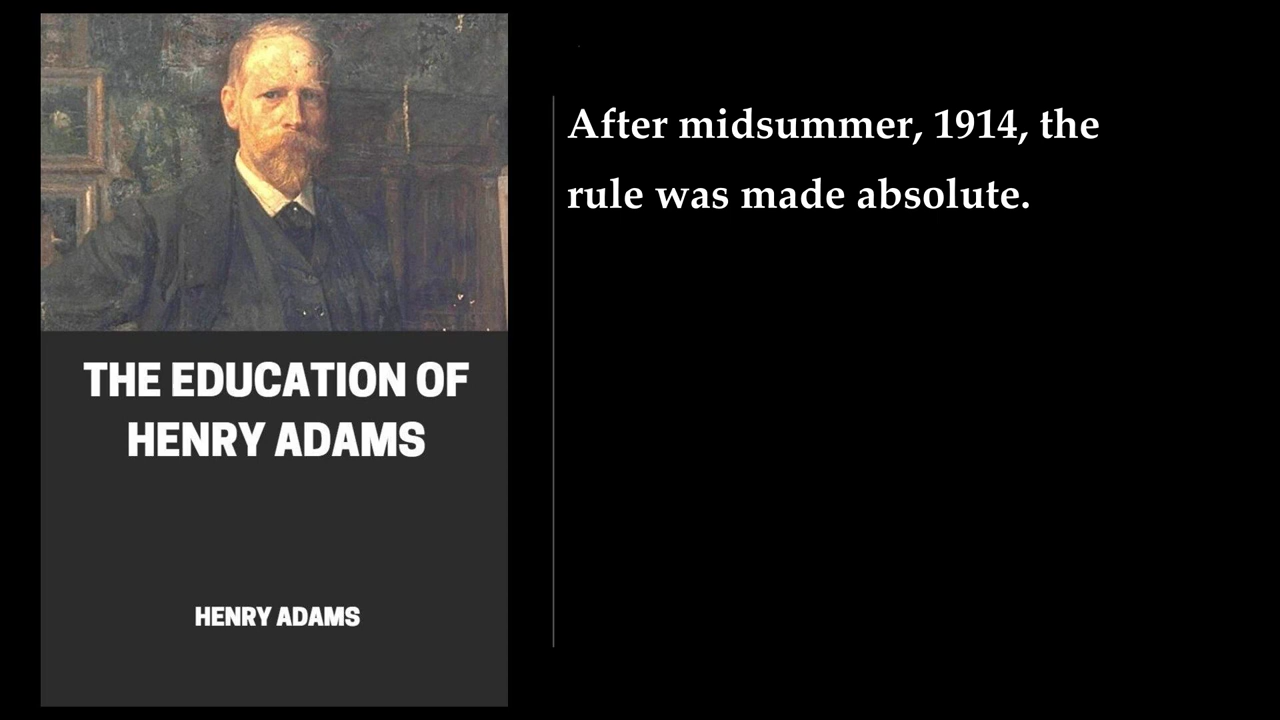 THE EDUCATION OF
HENRY ADAMS
HENRY ADAMS
After midsummer, 1914, the
rule was made absolute.